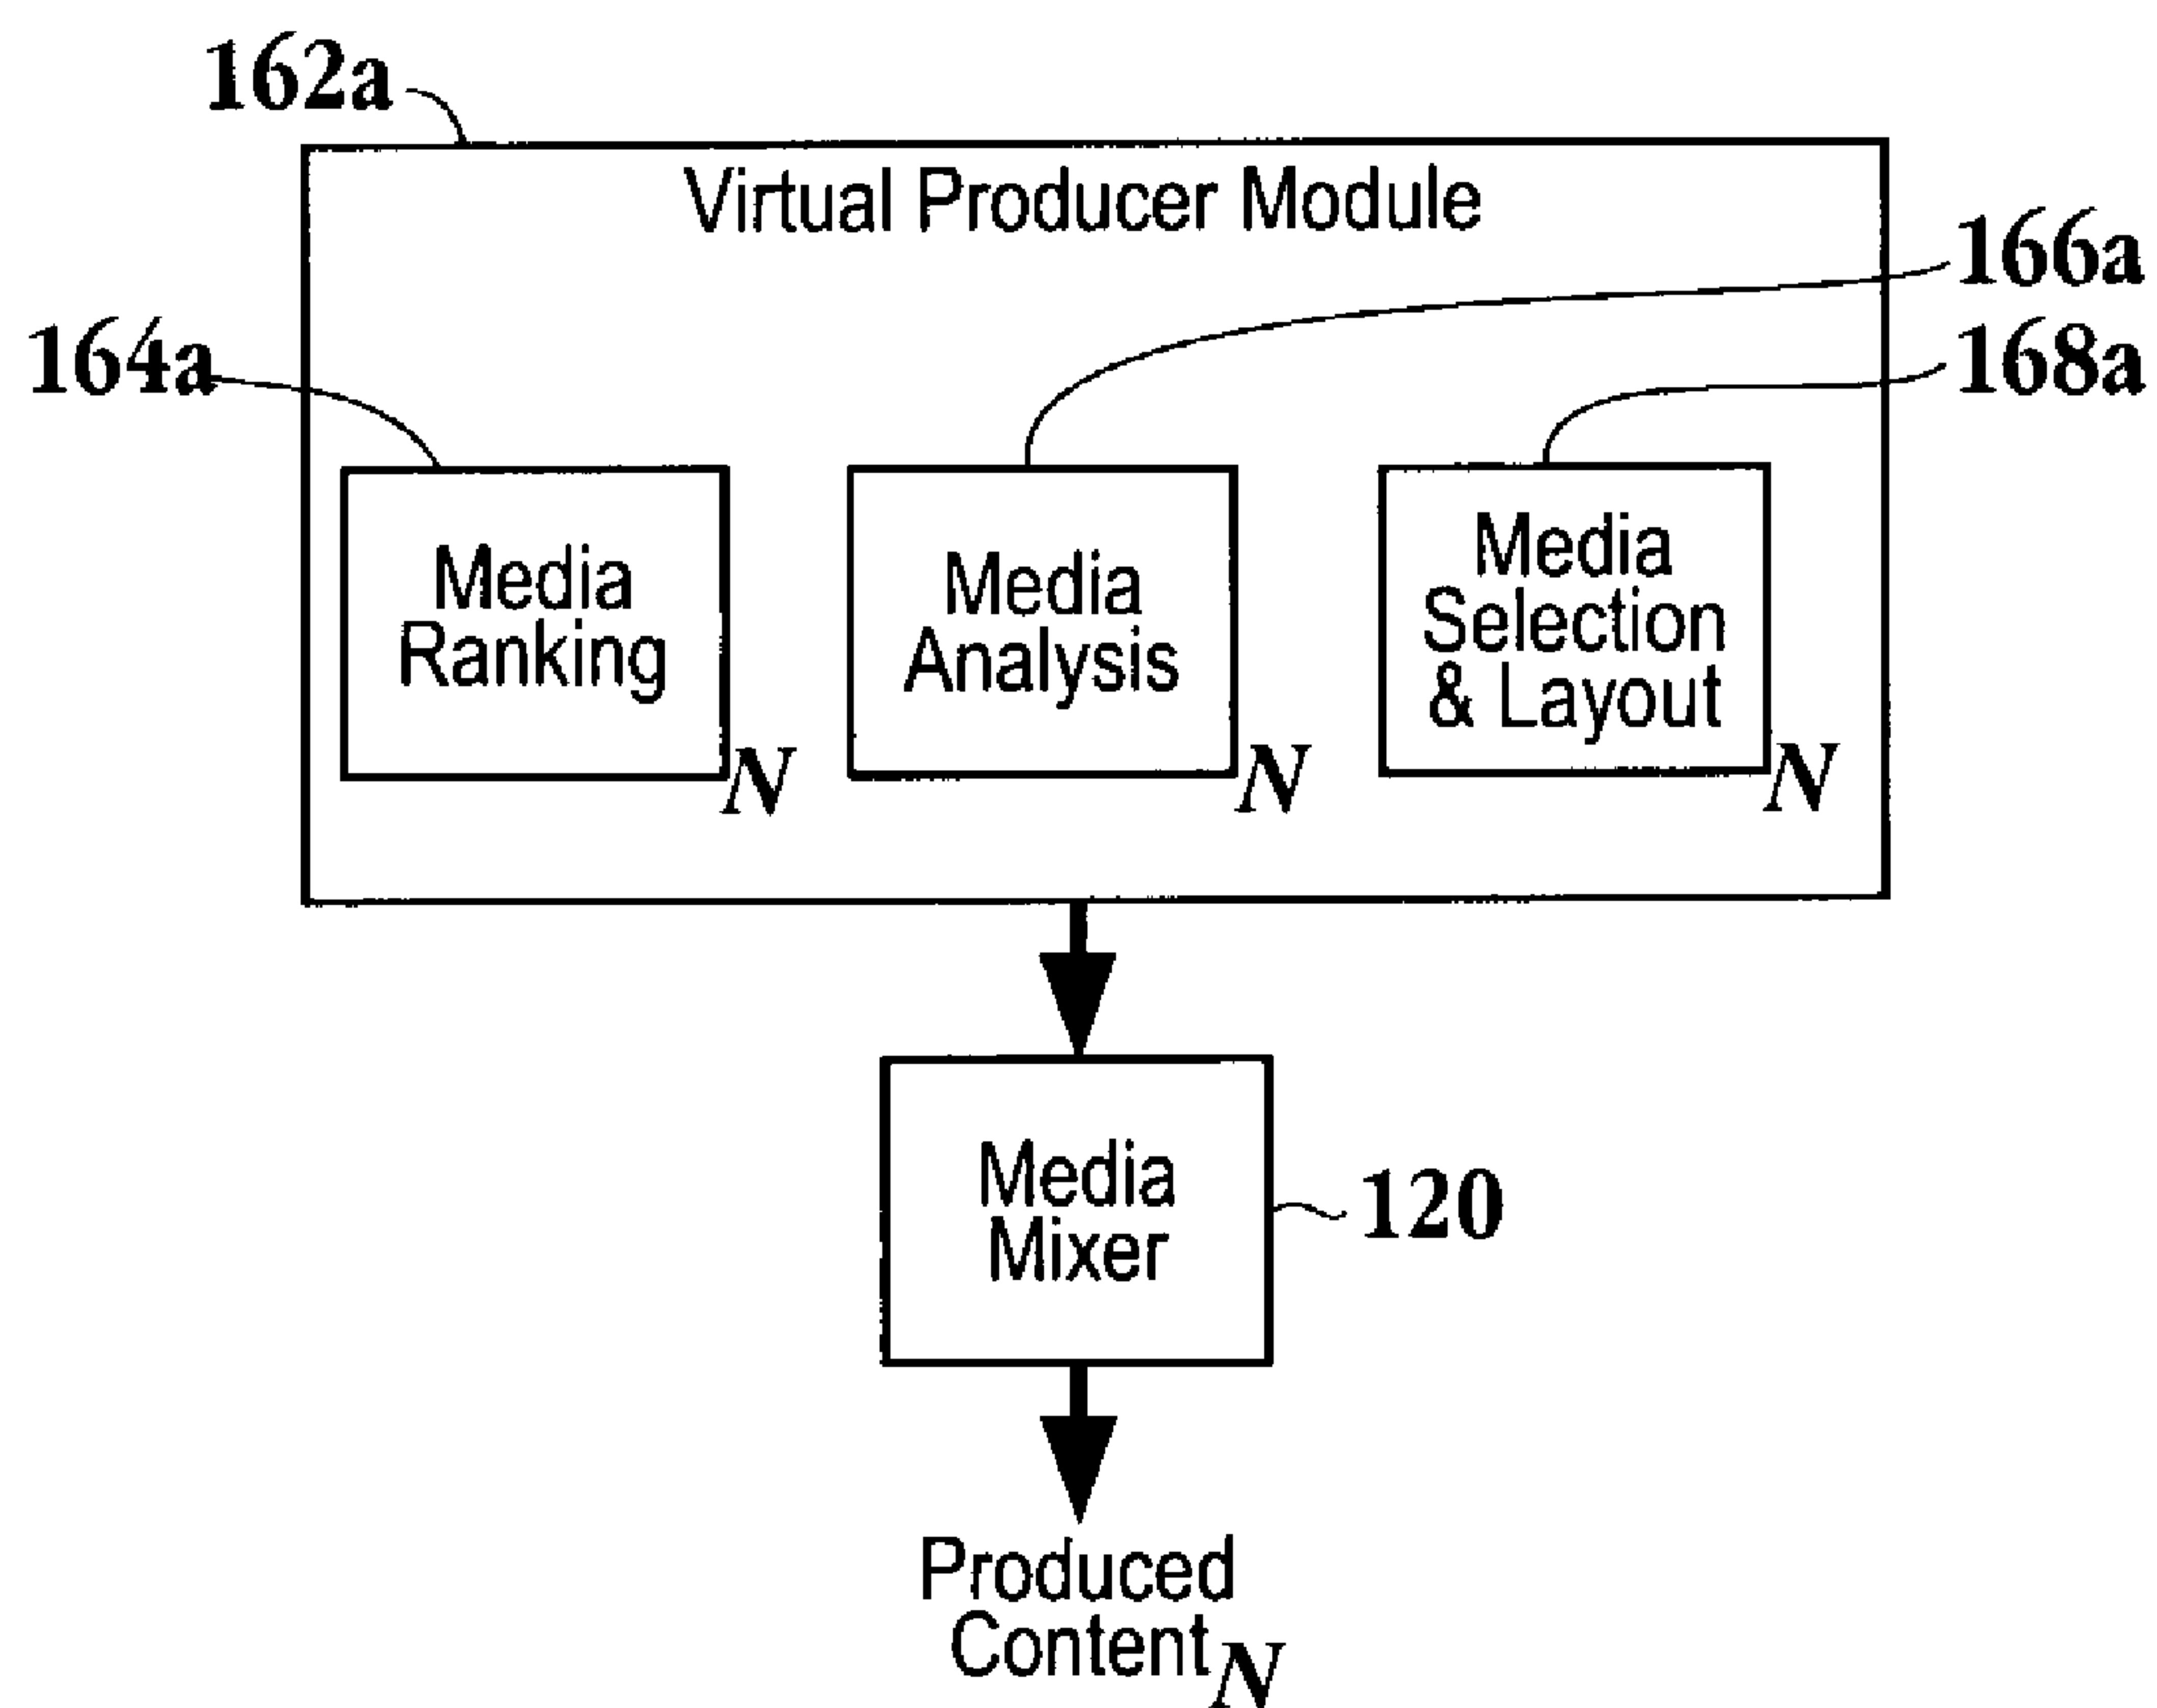 162a
Virtual Producer Module
166a
164a
168a
Media
Ranking
N
Media
Analysis
N
Media
Selection
& Layout
N
Media
Mixer
120
Produced
Content N